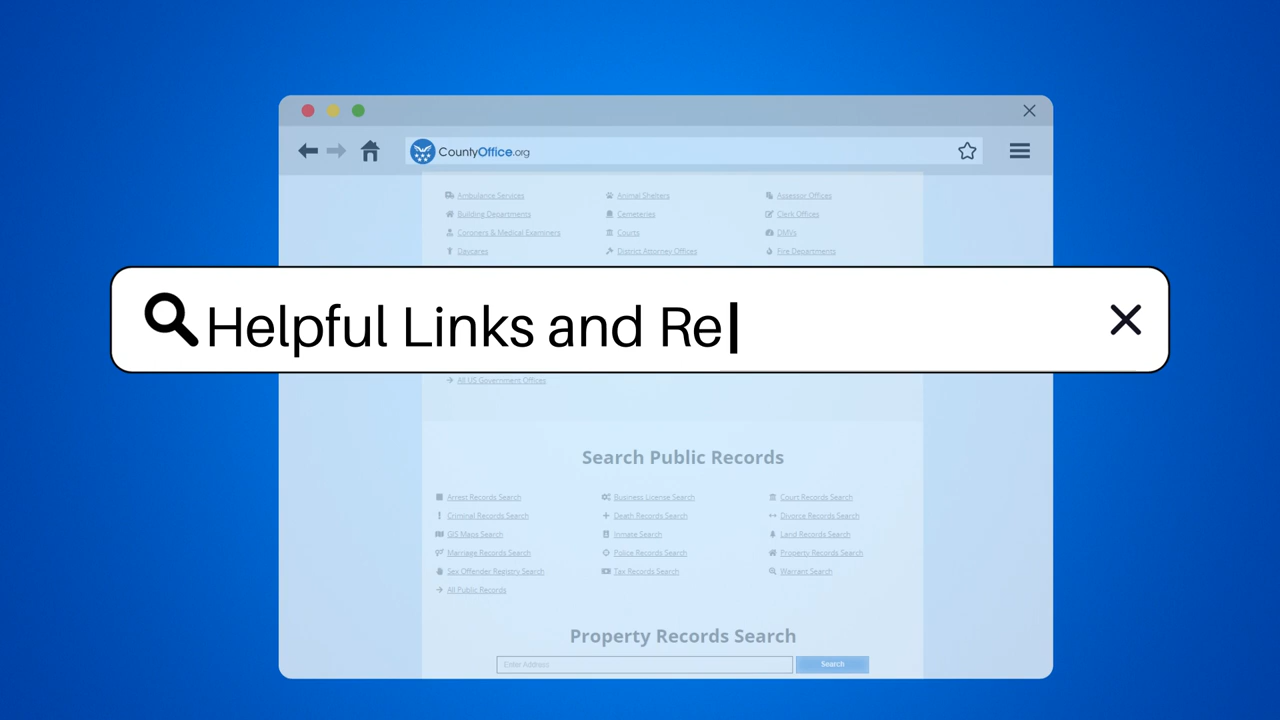 CountyOffice.org
Ambulance Services Animal Shelters Assessor Offices
Building Departments Cemeteries Clerk Offices
Coroners & Medical Examiners Courts DMVs
Daycares District Attorney Offices Fire Departments
Helpful Links and Re
All US Government Offices
Search Public Records
Arrest Records Search Business License Search Court Records Search
Criminal Records Search Death Records Search Divorce Records Search
GIS Maps Search Inmate Search Land Records Search
Marriage Records Search Police Records Search Property Records Search
Sex Offender Registry Search Tax Records Search Warrant Search
All Public Records
Property Records Search
Enter Address Search